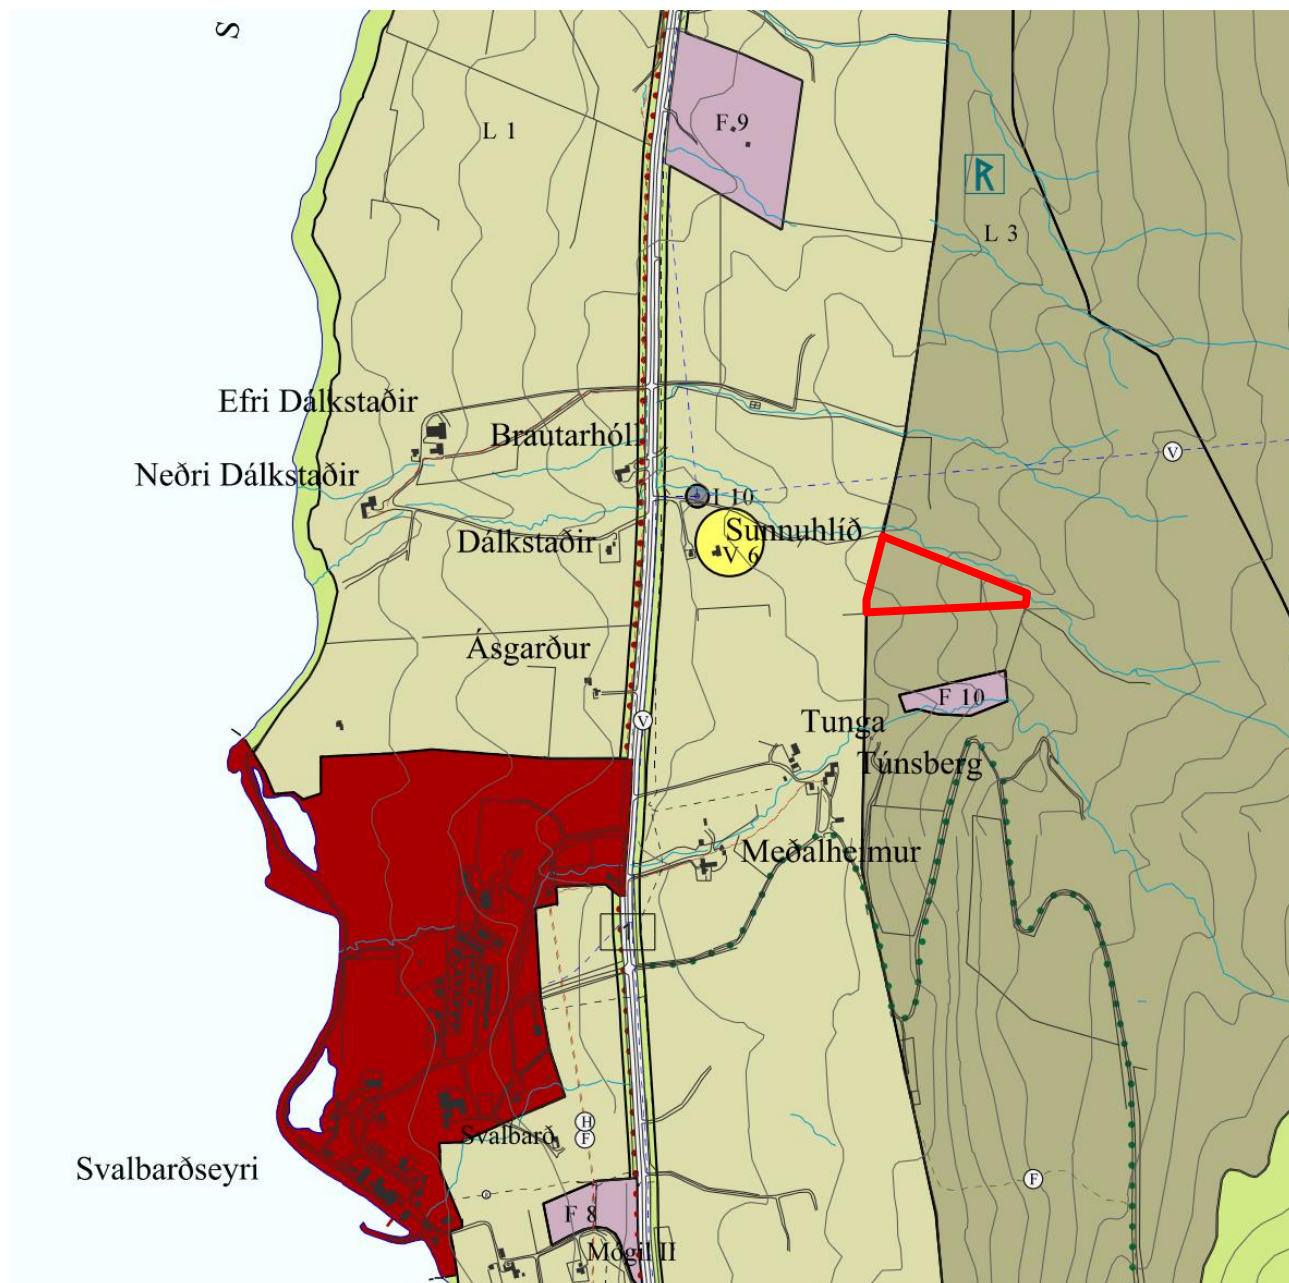 S
L 1
F 9
R
L 3
Efri Dálkstaðir
Brautarhóll
V
Neðri Dálkstaðir
I 10
Sunnuhlíð
Dálkstaðir
V 6
Ásgarður
F 10
V
Tunga
Túnsberg
Meðalheimur
1
H
Svalbarð
F
Svalbarðseyri
F
F 8
Mógil II